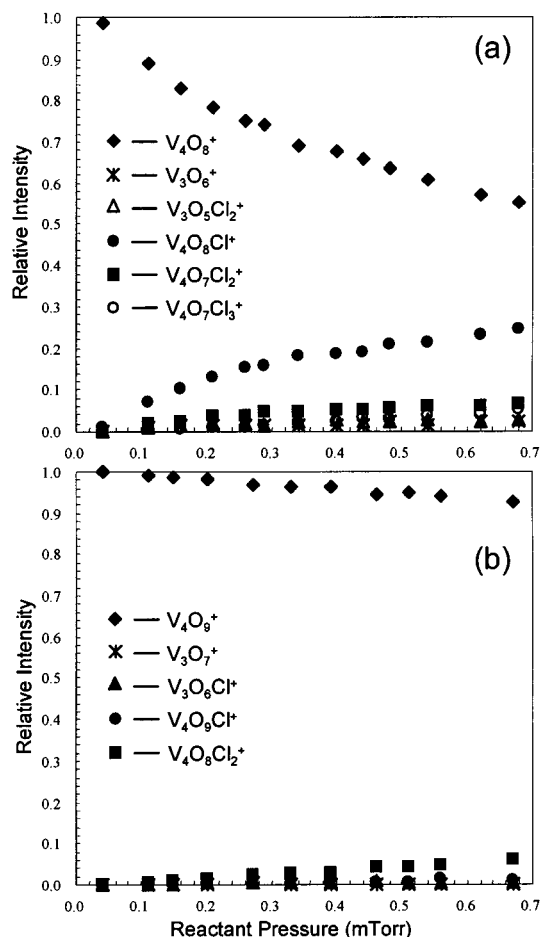 1.0
(a)
0.9
0.8
0.7
0.6
0.5
0.4
0.3
0.2
0.1
0.0
Relative Intensity
◆ — V₄O₈⁺
✱ — V₃O₆⁺
△ — V₃O₅Cl₂⁺
● — V₄O₈Cl⁺
■ — V₄O₇Cl₂⁺
○ — V₄O₇Cl₃⁺
0.0 0.1 0.2 0.3 0.4 0.5 0.6 0.7
1.0
(b)
0.9
0.8
0.7
0.6
0.5
0.4
0.3
0.2
0.1
0.0
Relative Intensity
◆ — V₄O₉⁺
✱ — V₃O₇⁺
▲ — V₃O₆Cl⁺
● — V₄O₉Cl⁺
■ — V₄O₈Cl₂⁺
0.0 0.1 0.2 0.3 0.4 0.5 0.6 0.7
Reactant Pressure (mTorr)